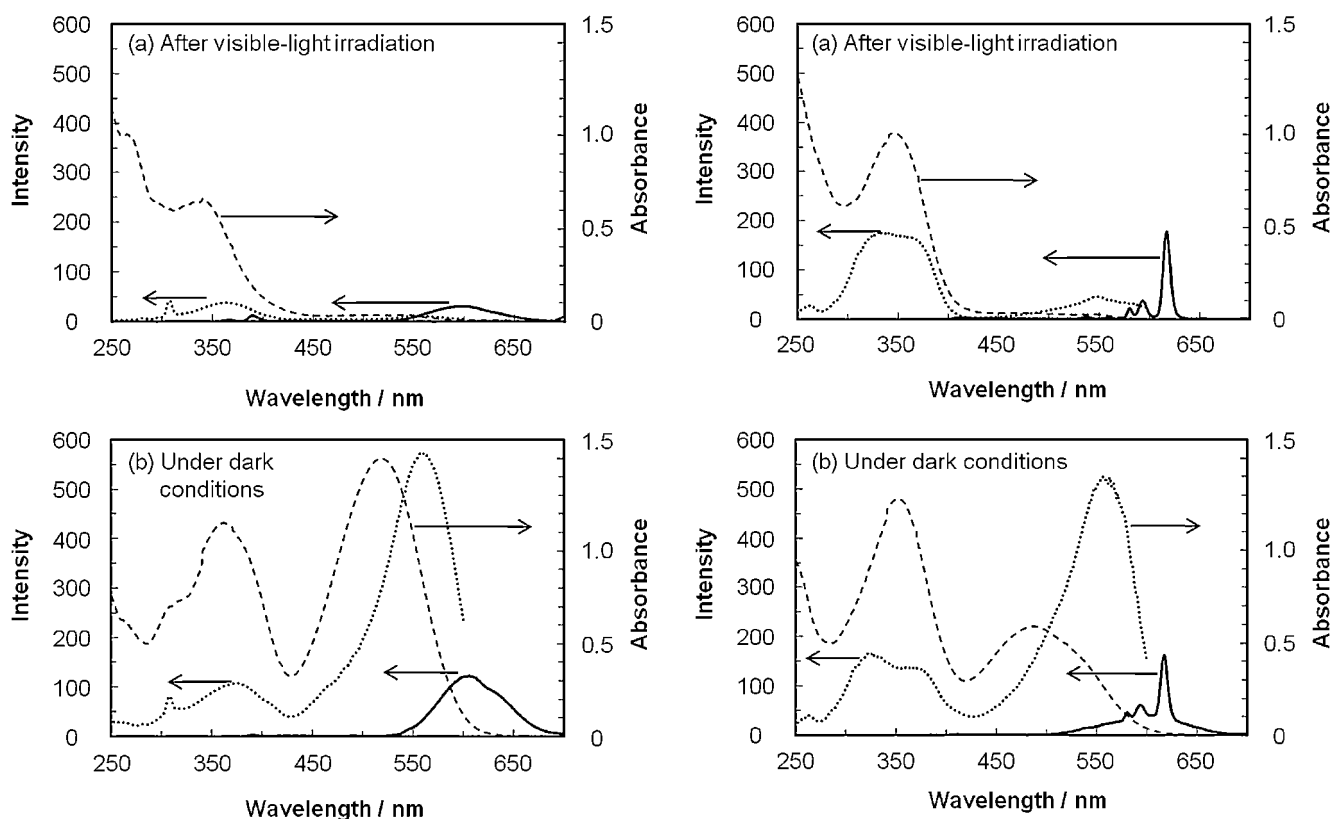 (a) After visible-light irradiation
600
500
400
300
200
100
0
Intensity
1.5
1.0
0.5
0
Absorbance
250 350 450 550 650
Wavelength / nm
(a) After visible-light irradiation
600
500
400
300
200
100
0
Intensity
1.5
1.0
0.5
0
Absorbance
250 350 450 550 650
Wavelength / nm
(b) Under dark
conditions
600
500
400
300
200
100
0
Intensity
1.5
1.0
0.5
0
Absorbance
250 350 450 550 650
Wavelength / nm
(b) Under dark conditions
600
500
400
300
200
100
0
Intensity
1.5
1.0
0.5
0
Absorbance
250 350 450 550 650
Wavelength / nm